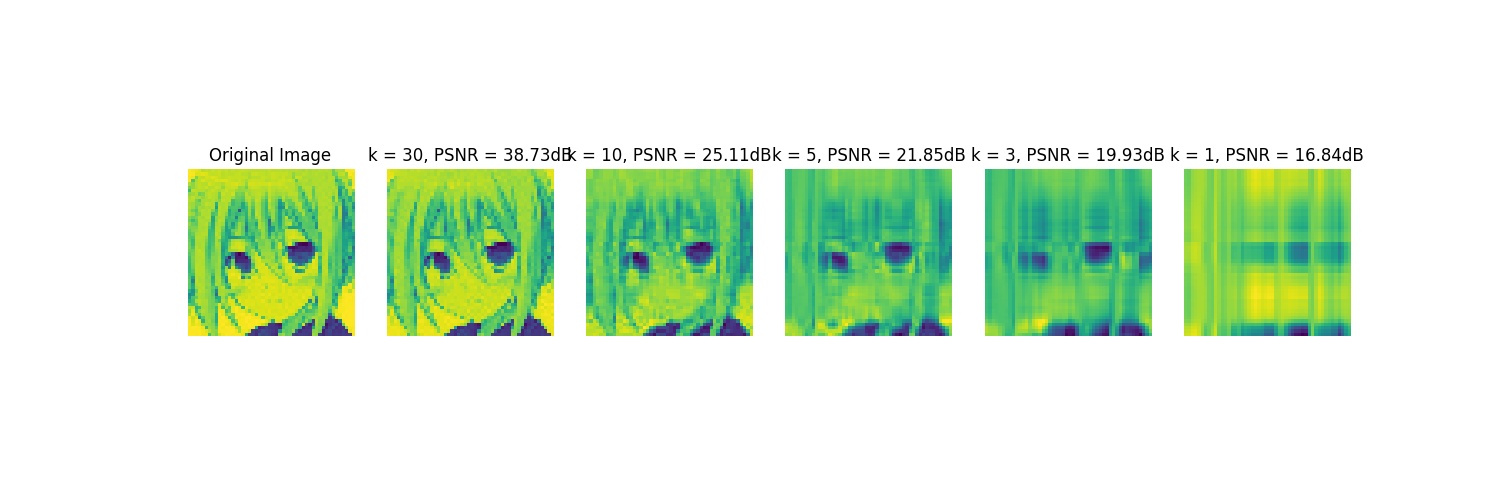 Original Image
k = 30, PSNR = 38.73dB
k = 10, PSNR = 25.11dB
k = 5, PSNR = 21.85dB
k = 3, PSNR = 19.93dB
k = 1, PSNR = 16.84dB